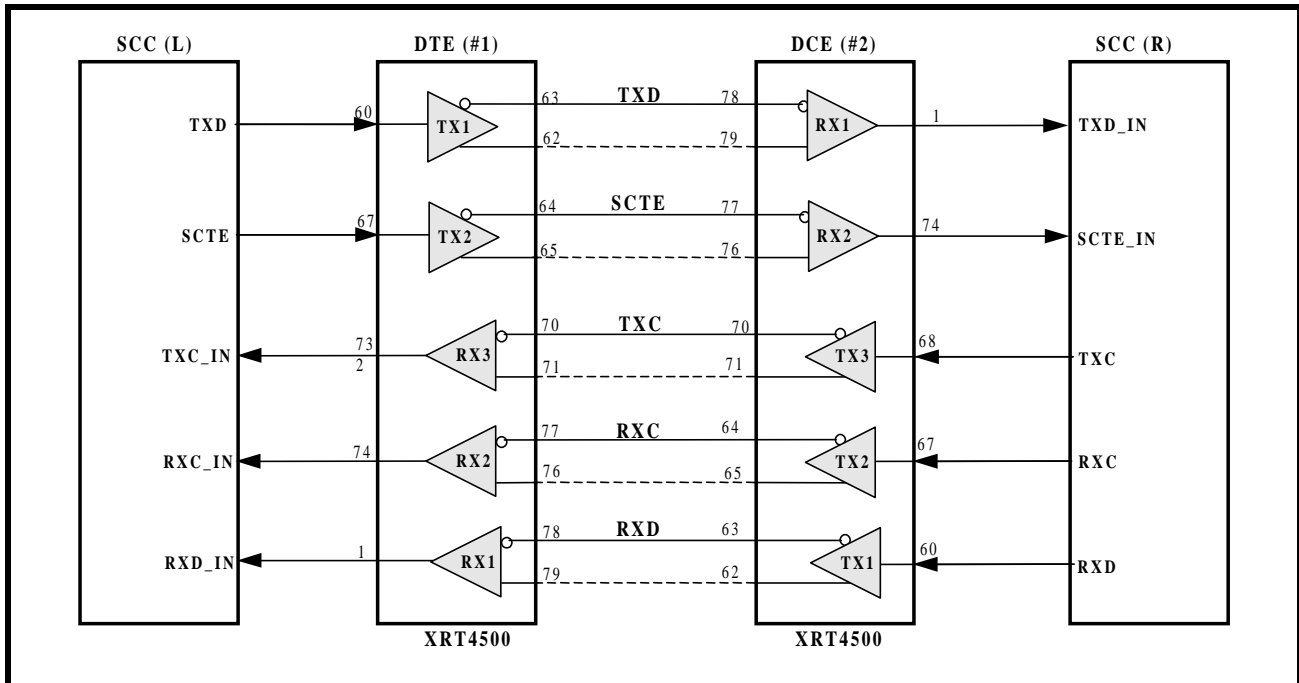 SCC (L) DTE (#1) DCE (#2) SCC (R)
TXD 60 TX1 63 TXD 78 RX1 1 TXD_IN
62 79
SCTE 67 TX2 64 SCTE 77 RX2 74 SCTE_IN
65 76
TXC_IN 73 RX3 70 TXC 70 TX3 68 TXC
2 71 71
RXC_IN 74 RX2 77 RXC 64 TX2 67 RXC
76 65
RXD_IN 1 RX1 78 RXD 63 TX1 60 RXD
79 62
XRT4500 XRT4500